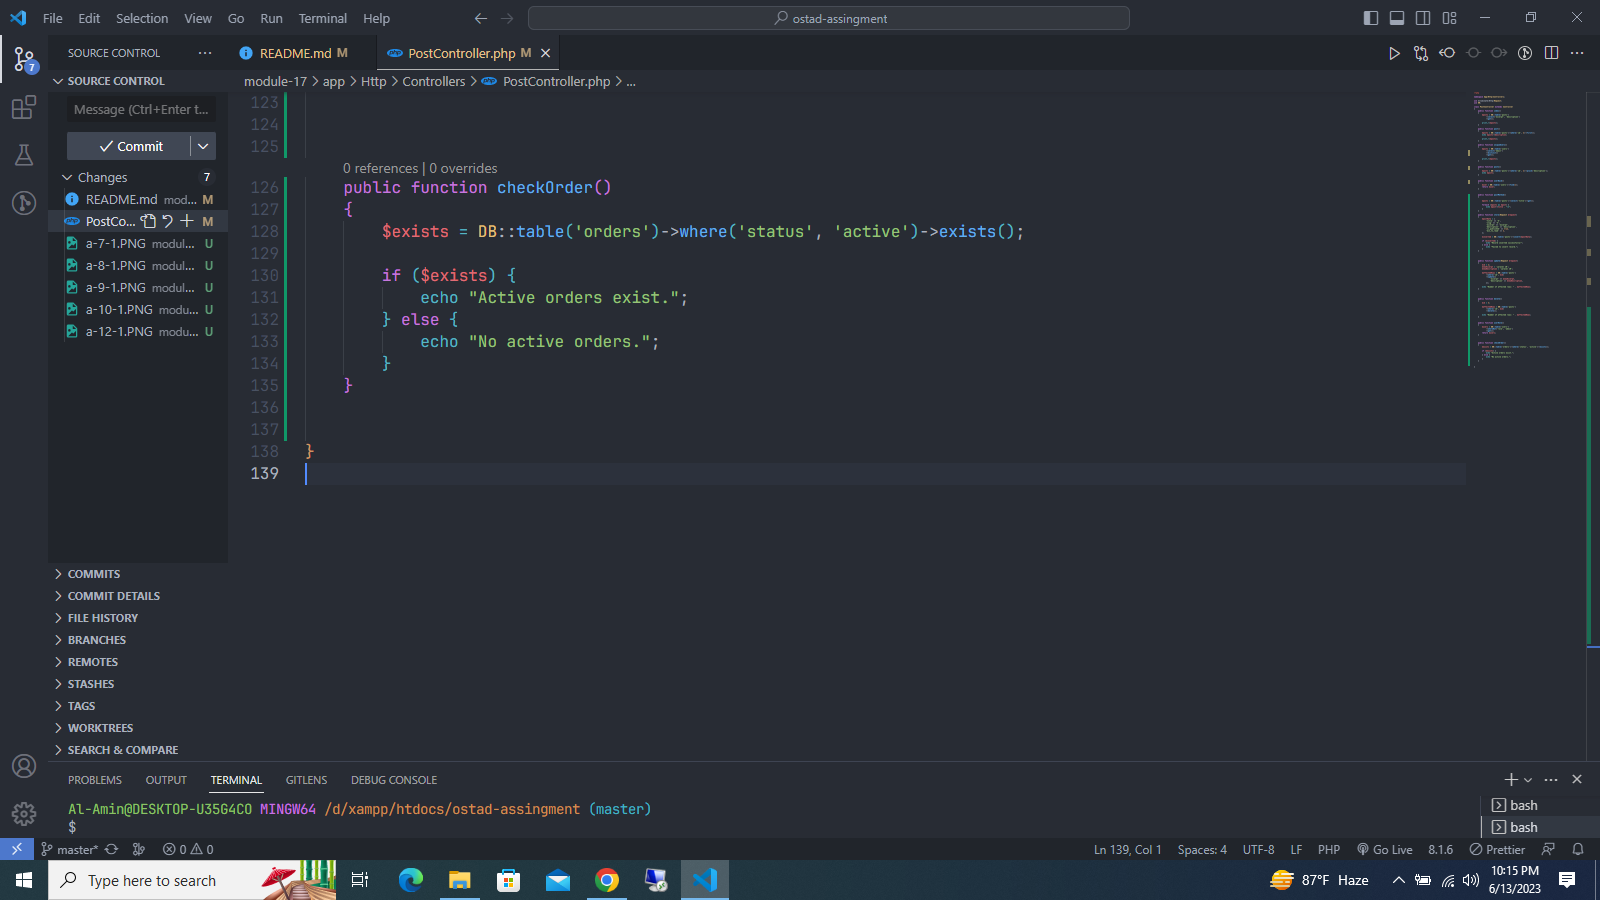 File Edit Selection View Go Run Terminal Help
ostad-assingment
SOURCE CONTROL
README.md M
PostController.php M
SOURCE CONTROL
module-17 > app > Http > Controllers > PostController.php > ...
Message (Ctrl+Enter t...
Commit
Changes 7
README.md mod... M
PostCo... M
a-7-1.PNG modul... U
a-8-1.PNG modul... U
a-9-1.PNG modul... U
a-10-1.PNG modu... U
a-12-1.PNG modu... U
7
123
124
125
0 references | 0 overrides
126 public function checkOrder()
127 {
128 $exists = DB::table('orders')->where('status', 'active')->exists();
129
130 if ($exists) {
131 echo "Active orders exist.";
132 } else {
133 echo "No active orders.";
134 }
135 }
136
137
138 }
139
COMMITS
COMMIT DETAILS
FILE HISTORY
BRANCHES
REMOTES
STASHES
TAGS
WORKTREES
SEARCH & COMPARE
PROBLEMS OUTPUT TERMINAL GITLENS DEBUG CONSOLE
Al-Amin@DESKTOP-U35G4CO MINGW64 /d/xampp/htdocs/ostad-assingment (master)
$
bash
bash
master* 0 0 Ln 139, Col 1 Spaces: 4 UTF-8 LF PHP Go Live 8.1.6 Prettier
Type here to search
87°F Haze
10:15 PM
6/13/2023